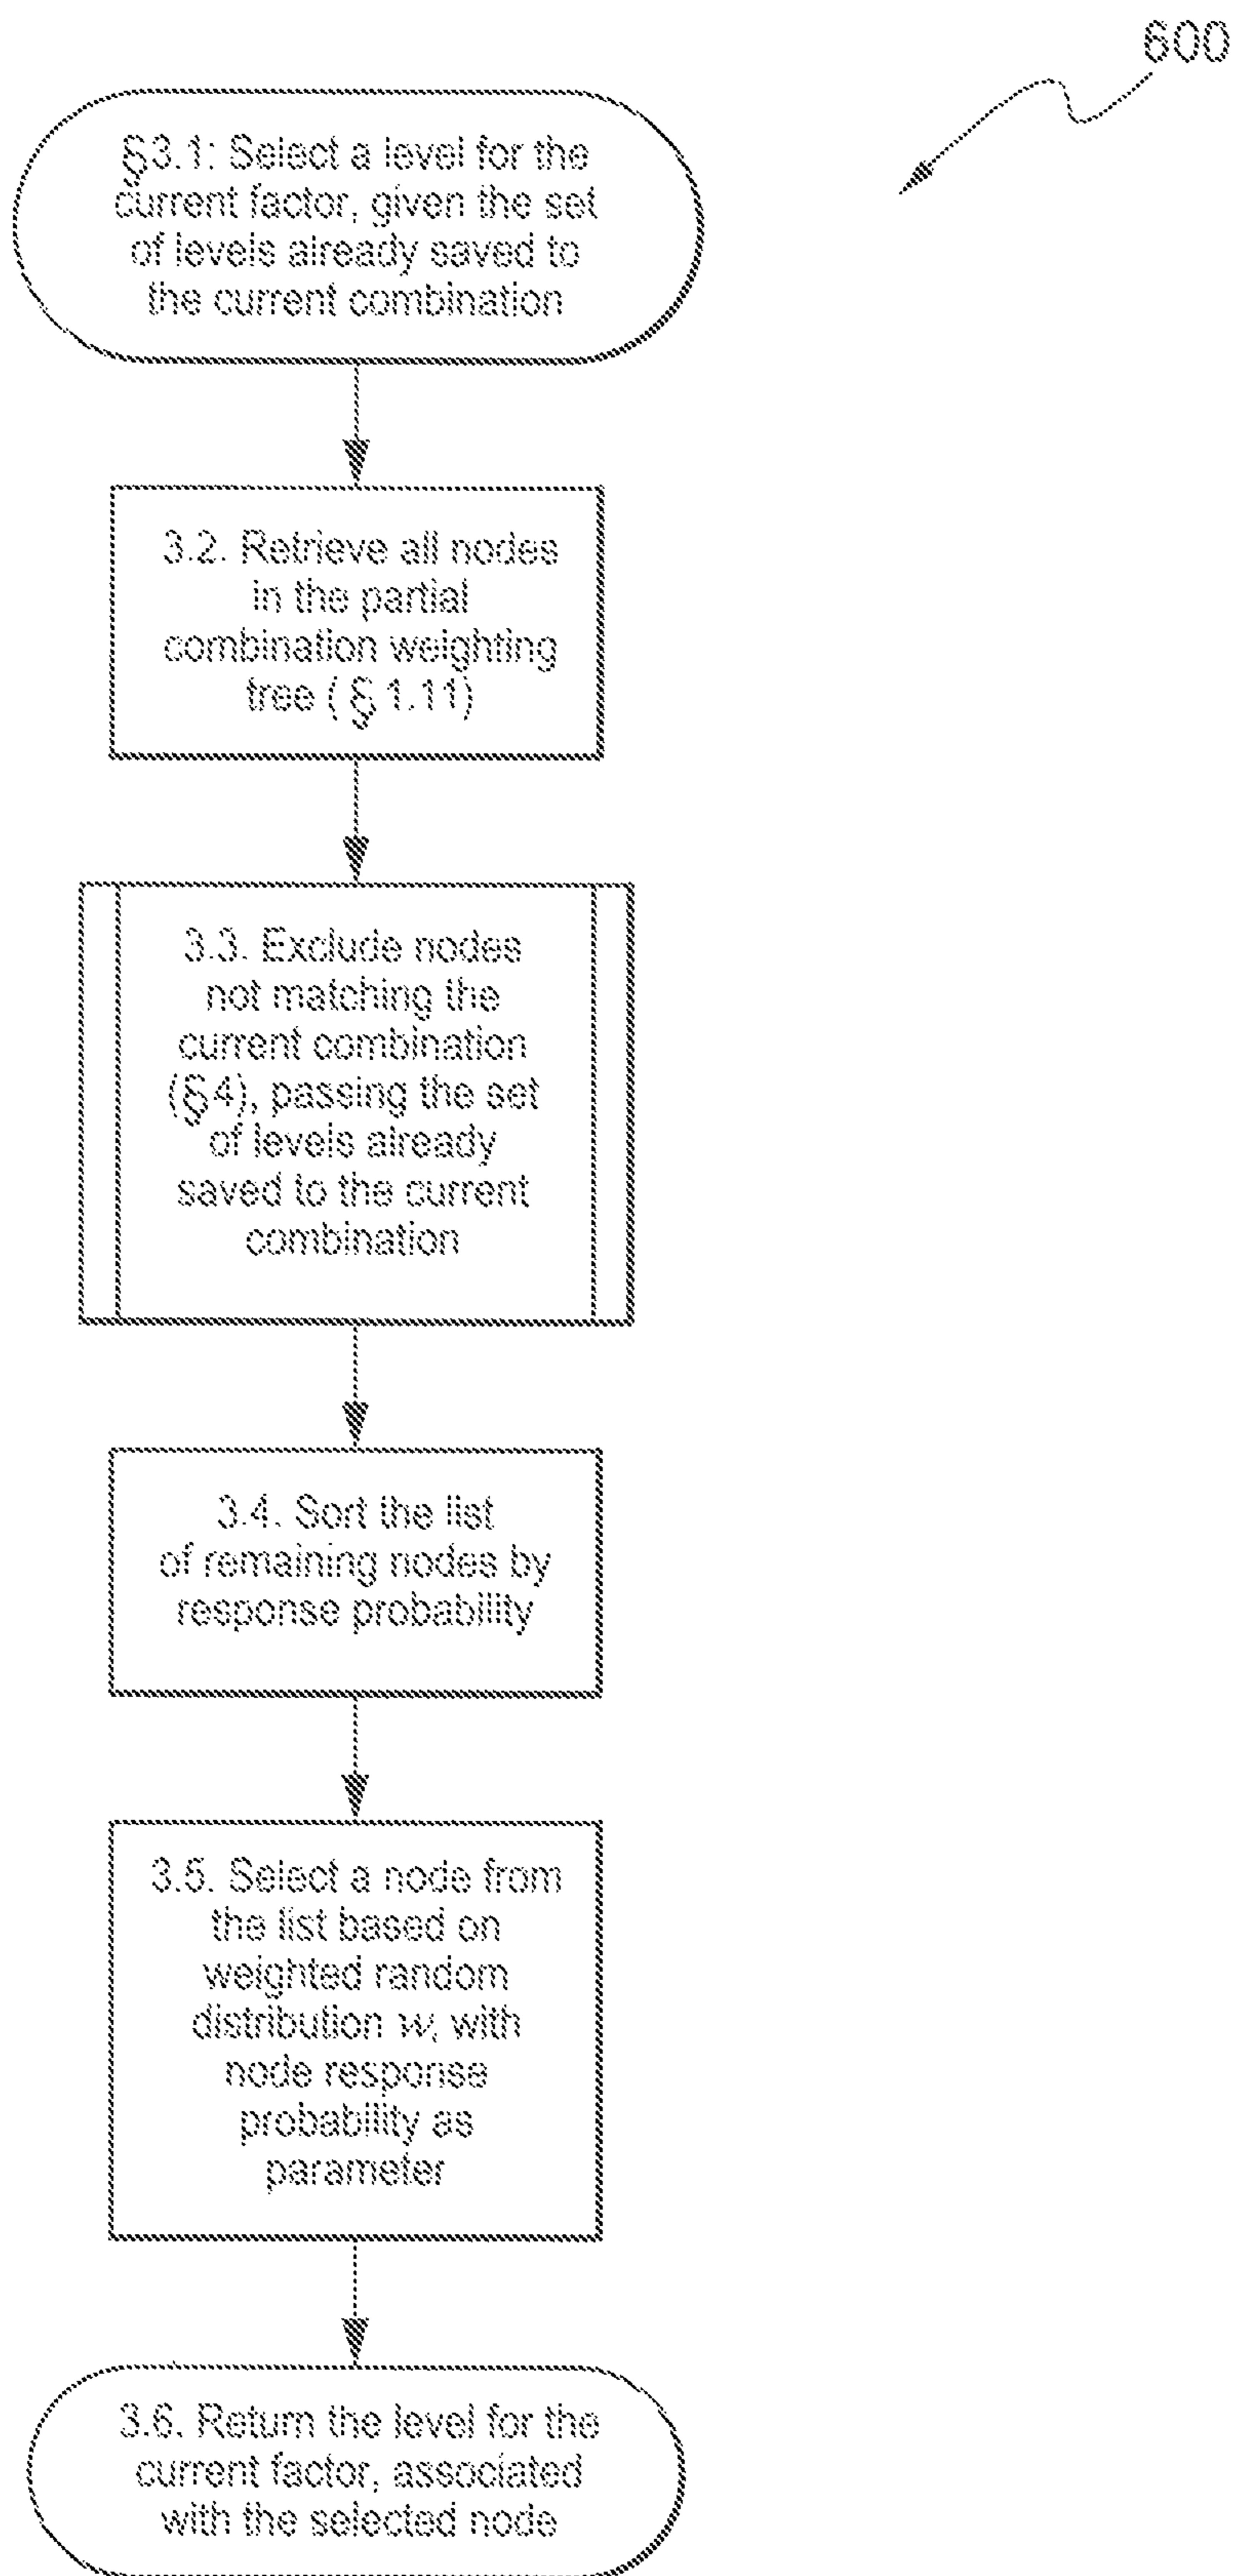 600
§3.1: Select a level for the
current factor, given the set
of levels already saved to
the current combination
3.2. Retrieve all nodes
in the partial
combination weighting
tree ( § 1.11)
3.3. Exclude nodes
not matching the
current combination
(§4), passing the set
of levels already
saved to the current
combination
3.4. Sort the list
of remaining nodes by
response probability
3.5. Select a node from
the list based on
weighted random
distribution w, with
node response
probability as
parameter
3.6. Return the level for the
current factor, associated
with the selected node